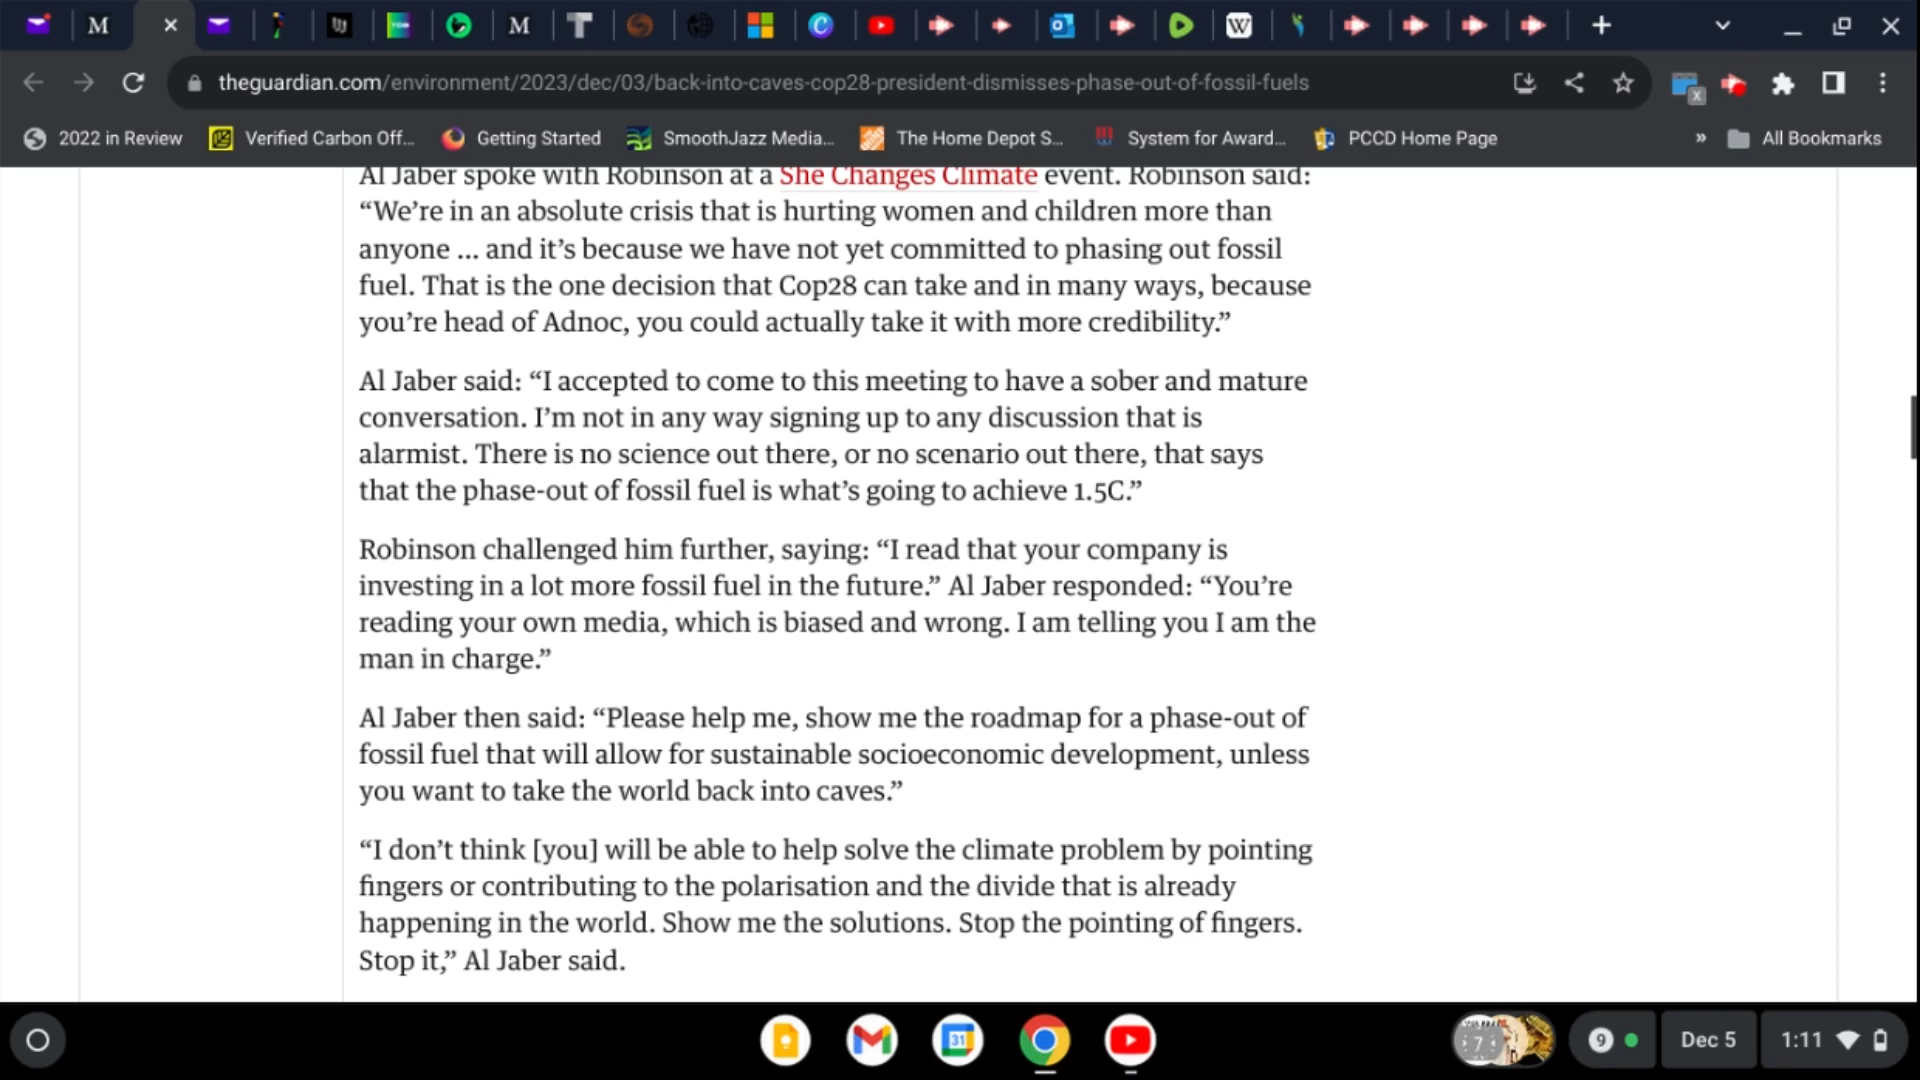 theguardian.com/environment/2023/dec/03/back-into-caves-cop28-president-dismisses-phase-out-of-fossil-fuels
2022 in Review Verified Carbon Off... Getting Started SmoothJazz Media... The Home Depot S... System for Award... PCCD Home Page » All Bookmarks
Al Jaber spoke with Robinson at a She Changes Climate event. Robinson said:
“We’re in an absolute crisis that is hurting women and children more than
anyone ... and it’s because we have not yet committed to phasing out fossil
fuel. That is the one decision that Cop28 can take and in many ways, because
you’re head of Adnoc, you could actually take it with more credibility.”
Al Jaber said: “I accepted to come to this meeting to have a sober and mature
conversation. I’m not in any way signing up to any discussion that is
alarmist. There is no science out there, or no scenario out there, that says
that the phase-out of fossil fuel is what’s going to achieve 1.5C.”
Robinson challenged him further, saying: “I read that your company is
investing in a lot more fossil fuel in the future.” Al Jaber responded: “You’re
reading your own media, which is biased and wrong. I am telling you I am the
man in charge.”
Al Jaber then said: “Please help me, show me the roadmap for a phase-out of
fossil fuel that will allow for sustainable socioeconomic development, unless
you want to take the world back into caves.”
“I don’t think [you] will be able to help solve the climate problem by pointing
fingers or contributing to the polarisation and the divide that is already
happening in the world. Show me the solutions. Stop the pointing of fingers.
Stop it,” Al Jaber said.
31 7 9 Dec 5 1:11